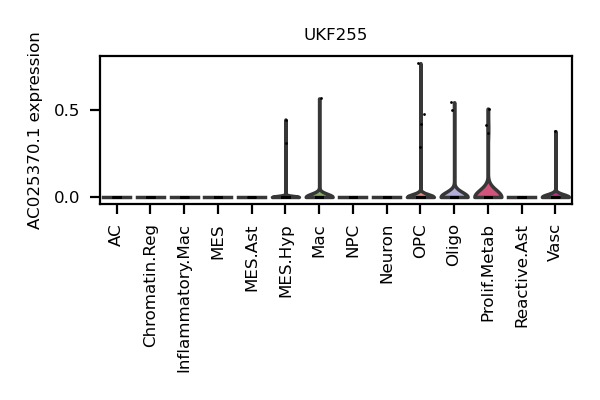 UKF255
AC025370.1 expression
0.5
0.0
AC
Chromatin.Reg
Inflammatory.Mac
MES
MES.Ast
MES.Hyp
Mac
NPC
Neuron
OPC
Oligo
Prolif.Metab
Reactive.Ast
Vasc